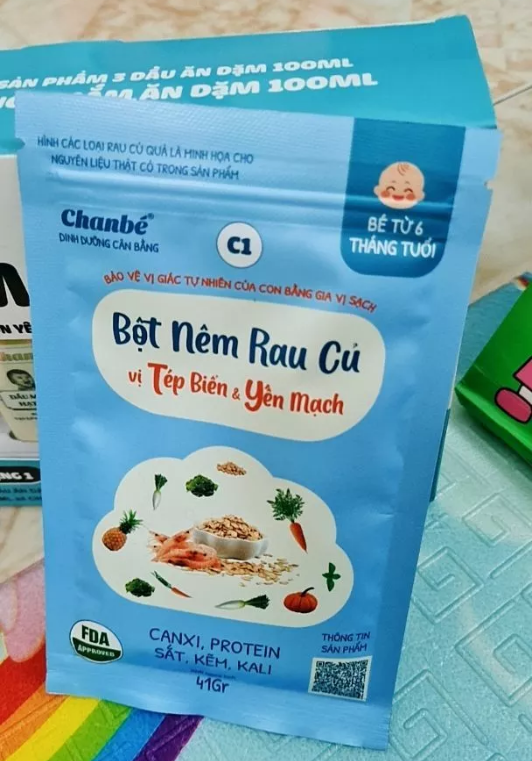 SẢN PHẨM 3 DẦU ĂN DẶM 100ML
ẮM ĂN DẶM 100ML
HÌNH CÁC LOẠI RAU CỦ QUẢ LÀ MINH HỌA CHO
NGUYÊN LIỆU THẬT CÓ TRONG SẢN PHẨM
Chanbé®
DINH DƯỠNG CÂN BẰNG
C1
BÉ TỪ 6
THÁNG TUỔI
BẢO VỆ VỊ GIÁC TỰ NHIÊN CỦA CON BẰNG GIA VỊ SẠCH
Bột Nêm Rau Củ
vị Tép Biển & Yến Mạch
FDA
APPROVED
CANXI, PROTEIN
SẮT, KẼM, KALI
41Gr
THÔNG TIN
SẢN PHẨM